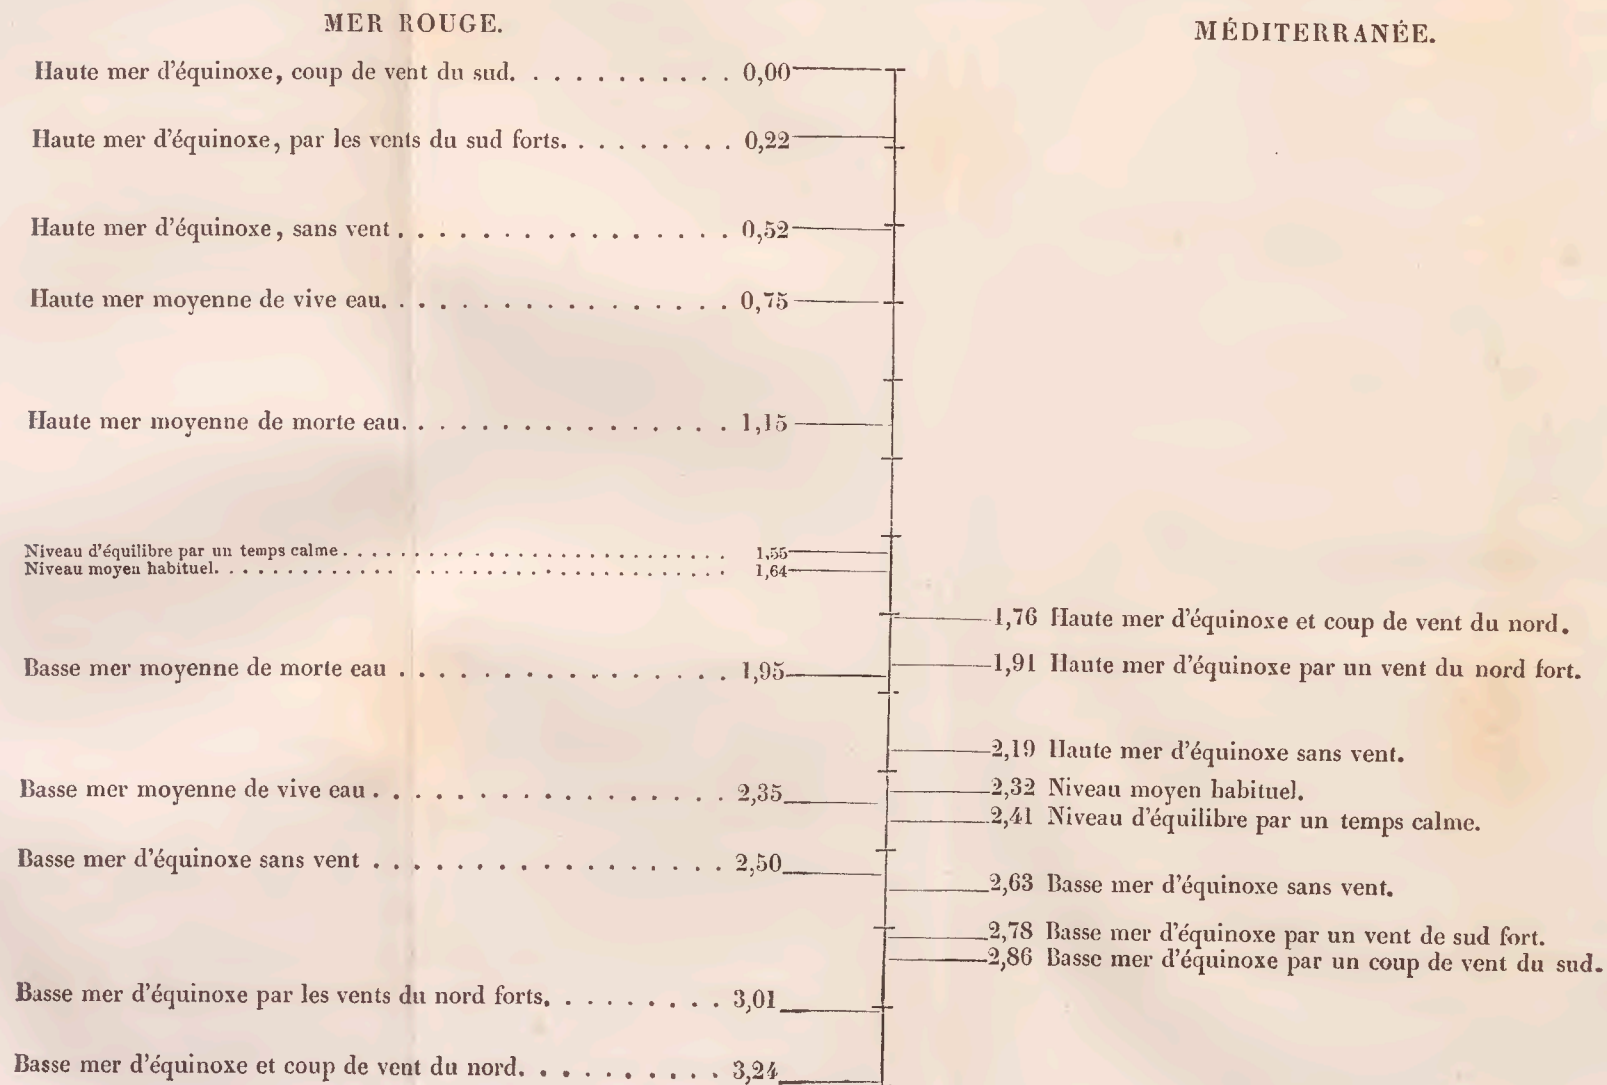 MER ROUGE.
Haute mer d'équinoxe, coup de vent du sud. . . . . . . . . . . 0,00
Haute mer d'équinoxe, par les vents du sud forts. . . . . . . . . 0,22
Haute mer d'équinoxe, sans vent . . . . . . . . . . . . . . . . . 0,52
Haute mer moyenne de vive eau. . . . . . . . . . . . . . . . . . 0,75
Haute mer moyenne de morte eau. . . . . . . . . . . . . . . . . 1,15
Niveau d'équilibre par un temps calme . . . . . . . . . . . . . . . . . . . . . . . . . . . 1,55
Niveau moyen habituel. . . . . . . . . . . . . . . . . . . . . . . . . . . . . . . . . . . . 1,64
Basse mer moyenne de morte eau . . . . . . . . . . . . . . . . . 1,95
Basse mer moyenne de vive eau . . . . . . . . . . . . . . . . . . 2,35
Basse mer d'équinoxe sans vent . . . . . . . . . . . . . . . . . . 2,50
Basse mer d'équinoxe par les vents du nord forts. . . . . . . . . 3,01
Basse mer d'équinoxe et coup de vent du nord. . . . . . . . . . . 3,24
MÉDITERRANÉE.
1,76 Haute mer d'équinoxe et coup de vent du nord.
1,91 Haute mer d'équinoxe par un vent du nord fort.
2,19 Haute mer d'équinoxe sans vent.
2,32 Niveau moyen habituel.
2,41 Niveau d'équilibre par un temps calme.
2,63 Basse mer d'équinoxe sans vent.
2,78 Basse mer d'équinoxe par un vent de sud fort.
2,86 Basse mer d'équinoxe par un coup de vent du sud.